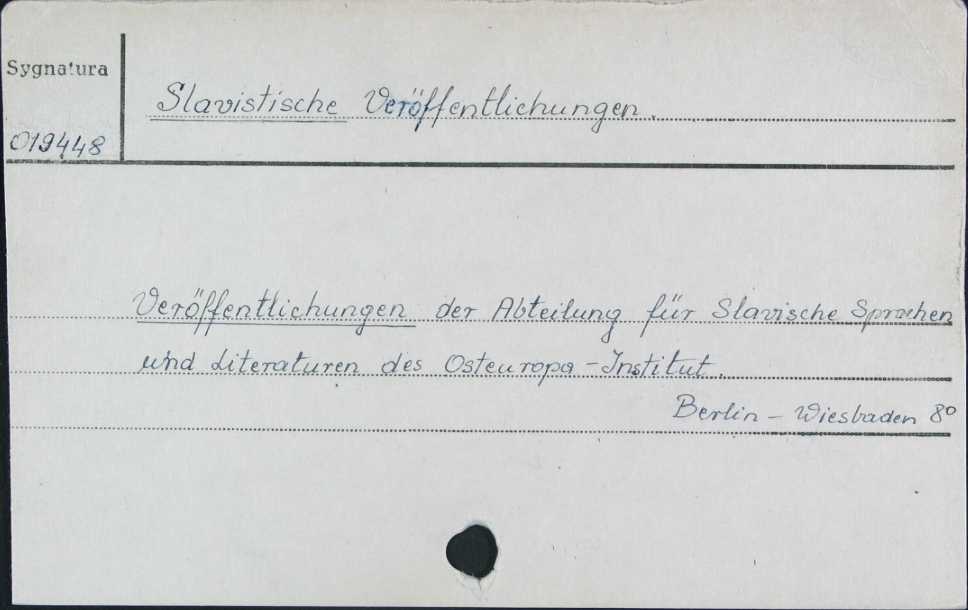 Sygnatura
Slavistische Veröffentlichungen.
019448
Veröffentlichungen der Abteilung für Slavische Sprachen
und Literaturen des Osteuropa-Institut.
Berlin - Wiesbaden 8°